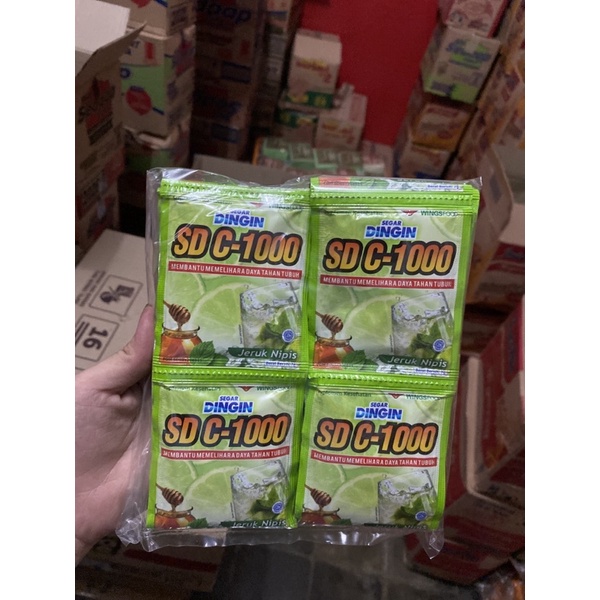 WINGSFOOD
SEGAR
DINGIN
SD C-1000
MEMBANTU MEMELIHARA DAYA TAHAN TUBUH
Jeruk Nipis
SEGAR
DINGIN
SD C-1000
MEMBANTU MEMELIHARA DAYA TAHAN TUBUH
Jeruk Nipis
SEGAR
DINGIN
SD C-1000
MEMBANTU MEMELIHARA DAYA TAHAN TUBUH
Jeruk Nipis
SEGAR
DINGIN
SD C-1000
MEMBANTU MEMELIHARA DAYA TAHAN TUBUH
Jeruk Nipis
16